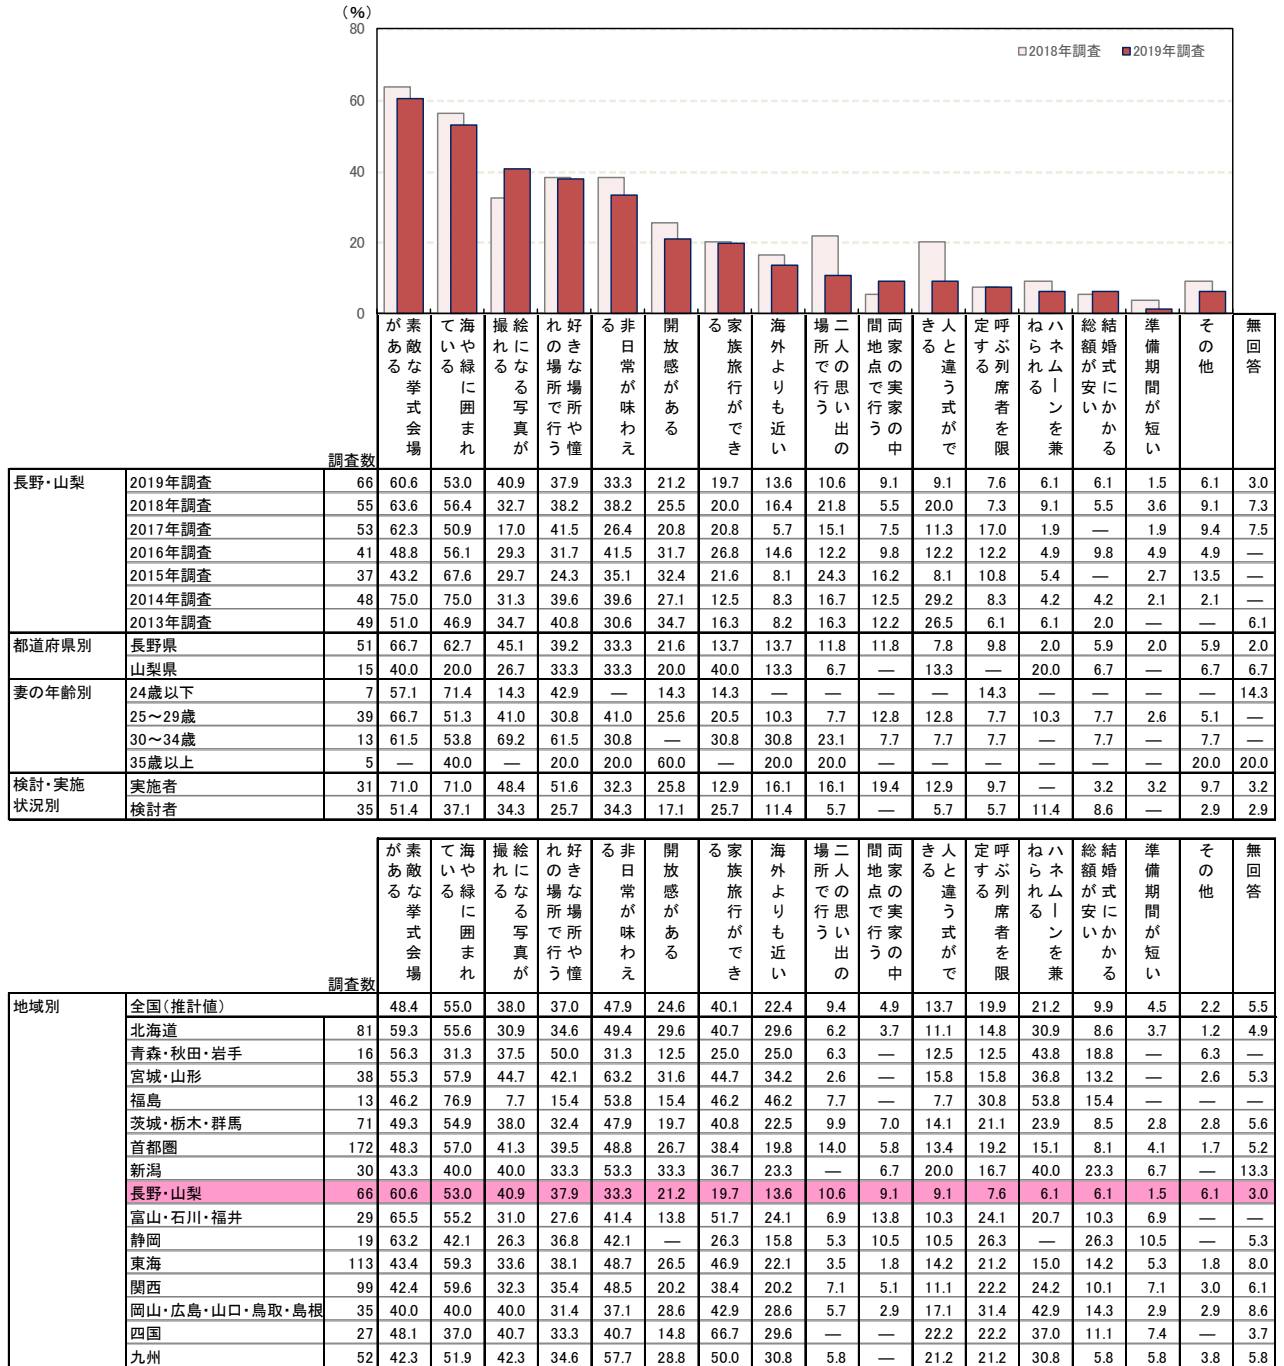 (%)
80
60
40
20
0
□2018年調査 ■2019年調査
素敵な挙式会場がある
海や緑に囲まれている
絵になる写真が撮れる
好きな場所や憧れの場所で行う
非日常が味わえる
開放感がある
家族旅行ができる
海外よりも近い
二人の思い出の場所で行う
両家の実家の中間地点で行う
人と違う式ができる
呼ぶ列席者を限定する
ハネムーンを兼ねられる
結婚式にかかる総額が安い
準備期間が短い
その他
無回答
調査数
長野・山梨 2019年調査 66 60.6 53.0 40.9 37.9 33.3 21.2 19.7 13.6 10.6 9.1 9.1 7.6 6.1 6.1 1.5 6.1 3.0
2018年調査 55 63.6 56.4 32.7 38.2 38.2 25.5 20.0 16.4 21.8 5.5 20.0 7.3 9.1 5.5 3.6 9.1 7.3
2017年調査 53 62.3 50.9 17.0 41.5 26.4 20.8 20.8 5.7 15.1 7.5 11.3 17.0 1.9 — 1.9 9.4 7.5
2016年調査 41 48.8 56.1 29.3 31.7 41.5 31.7 26.8 14.6 12.2 9.8 12.2 12.2 4.9 9.8 4.9 4.9 —
2015年調査 37 43.2 67.6 29.7 24.3 35.1 32.4 21.6 8.1 24.3 16.2 8.1 10.8 5.4 — 2.7 13.5 —
2014年調査 48 75.0 75.0 31.3 39.6 39.6 27.1 12.5 8.3 16.7 12.5 29.2 8.3 4.2 4.2 2.1 2.1 —
2013年調査 49 51.0 46.9 34.7 40.8 30.6 34.7 16.3 8.2 16.3 12.2 26.5 6.1 6.1 2.0 — — 6.1
都道府県別 長野県 51 66.7 62.7 45.1 39.2 33.3 21.6 13.7 13.7 11.8 11.8 7.8 9.8 2.0 5.9 2.0 5.9 2.0
山梨県 15 40.0 20.0 26.7 33.3 33.3 20.0 40.0 13.3 6.7 — 13.3 — 20.0 6.7 — 6.7 6.7
妻の年齢別 24歳以下 7 57.1 71.4 14.3 42.9 — 14.3 14.3 — — — — 14.3 — — — — 14.3
25～29歳 39 66.7 51.3 41.0 30.8 41.0 25.6 20.5 10.3 7.7 12.8 12.8 7.7 10.3 7.7 2.6 5.1 —
30～34歳 13 61.5 53.8 69.2 61.5 30.8 — 30.8 30.8 23.1 7.7 7.7 7.7 — 7.7 — 7.7 —
35歳以上 5 — 40.0 — 20.0 20.0 60.0 — 20.0 20.0 — — — — — — 20.0 20.0
検討・実施状況別 実施者 31 71.0 71.0 48.4 51.6 32.3 25.8 12.9 16.1 16.1 19.4 12.9 9.7 — 3.2 3.2 9.7 3.2
検討者 35 51.4 37.1 34.3 25.7 34.3 17.1 25.7 11.4 5.7 — 5.7 5.7 11.4 8.6 — 2.9 2.9
素敵な挙式会場がある
海や緑に囲まれている
絵になる写真が撮れる
好きな場所や憧れの場所で行う
非日常が味わえる
開放感がある
家族旅行ができる
海外よりも近い
二人の思い出の場所で行う
両家の実家の中間地点で行う
人と違う式ができる
呼ぶ列席者を限定する
ハネムーンを兼ねられる
結婚式にかかる総額が安い
準備期間が短い
その他
無回答
調査数
地域別 全国(推計値) 48.4 55.0 38.0 37.0 47.9 24.6 40.1 22.4 9.4 4.9 13.7 19.9 21.2 9.9 4.5 2.2 5.5
北海道 81 59.3 55.6 30.9 34.6 49.4 29.6 40.7 29.6 6.2 3.7 11.1 14.8 30.9 8.6 3.7 1.2 4.9
青森・秋田・岩手 16 56.3 31.3 37.5 50.0 31.3 12.5 25.0 25.0 6.3 — 12.5 12.5 43.8 18.8 — 6.3 —
宮城・山形 38 55.3 57.9 44.7 42.1 63.2 31.6 44.7 34.2 2.6 — 15.8 15.8 36.8 13.2 — 2.6 5.3
福島 13 46.2 76.9 7.7 15.4 53.8 15.4 46.2 46.2 7.7 — 7.7 30.8 53.8 15.4 — — —
茨城・栃木・群馬 71 49.3 54.9 38.0 32.4 47.9 19.7 40.8 22.5 9.9 7.0 14.1 21.1 23.9 8.5 2.8 2.8 5.6
首都圏 172 48.3 57.0 41.3 39.5 48.8 26.7 38.4 19.8 14.0 5.8 13.4 19.2 15.1 8.1 4.1 1.7 5.2
新潟 30 43.3 40.0 40.0 33.3 53.3 33.3 36.7 23.3 — 6.7 20.0 16.7 40.0 23.3 6.7 — 13.3
長野・山梨 66 60.6 53.0 40.9 37.9 33.3 21.2 19.7 13.6 10.6 9.1 9.1 7.6 6.1 6.1 1.5 6.1 3.0
富山・石川・福井 29 65.5 55.2 31.0 27.6 41.4 13.8 51.7 24.1 6.9 13.8 10.3 24.1 20.7 10.3 6.9 — —
静岡 19 63.2 42.1 26.3 36.8 42.1 — 26.3 15.8 5.3 10.5 10.5 26.3 — 26.3 10.5 — 5.3
東海 113 43.4 59.3 33.6 38.1 48.7 26.5 46.9 22.1 3.5 1.8 14.2 21.2 15.0 14.2 5.3 1.8 8.0
関西 99 42.4 59.6 32.3 35.4 48.5 20.2 38.4 20.2 7.1 5.1 11.1 22.2 24.2 10.1 7.1 3.0 6.1
岡山・広島・山口・鳥取・島根 35 40.0 40.0 40.0 31.4 37.1 28.6 42.9 28.6 5.7 2.9 17.1 31.4 42.9 14.3 2.9 2.9 8.6
四国 27 48.1 37.0 40.7 33.3 40.7 14.8 66.7 29.6 — — 22.2 22.2 37.0 11.1 7.4 — 3.7
九州 52 42.3 51.9 42.3 34.6 57.7 28.8 50.0 30.8 5.8 — 21.2 21.2 30.8 5.8 5.8 3.8 5.8